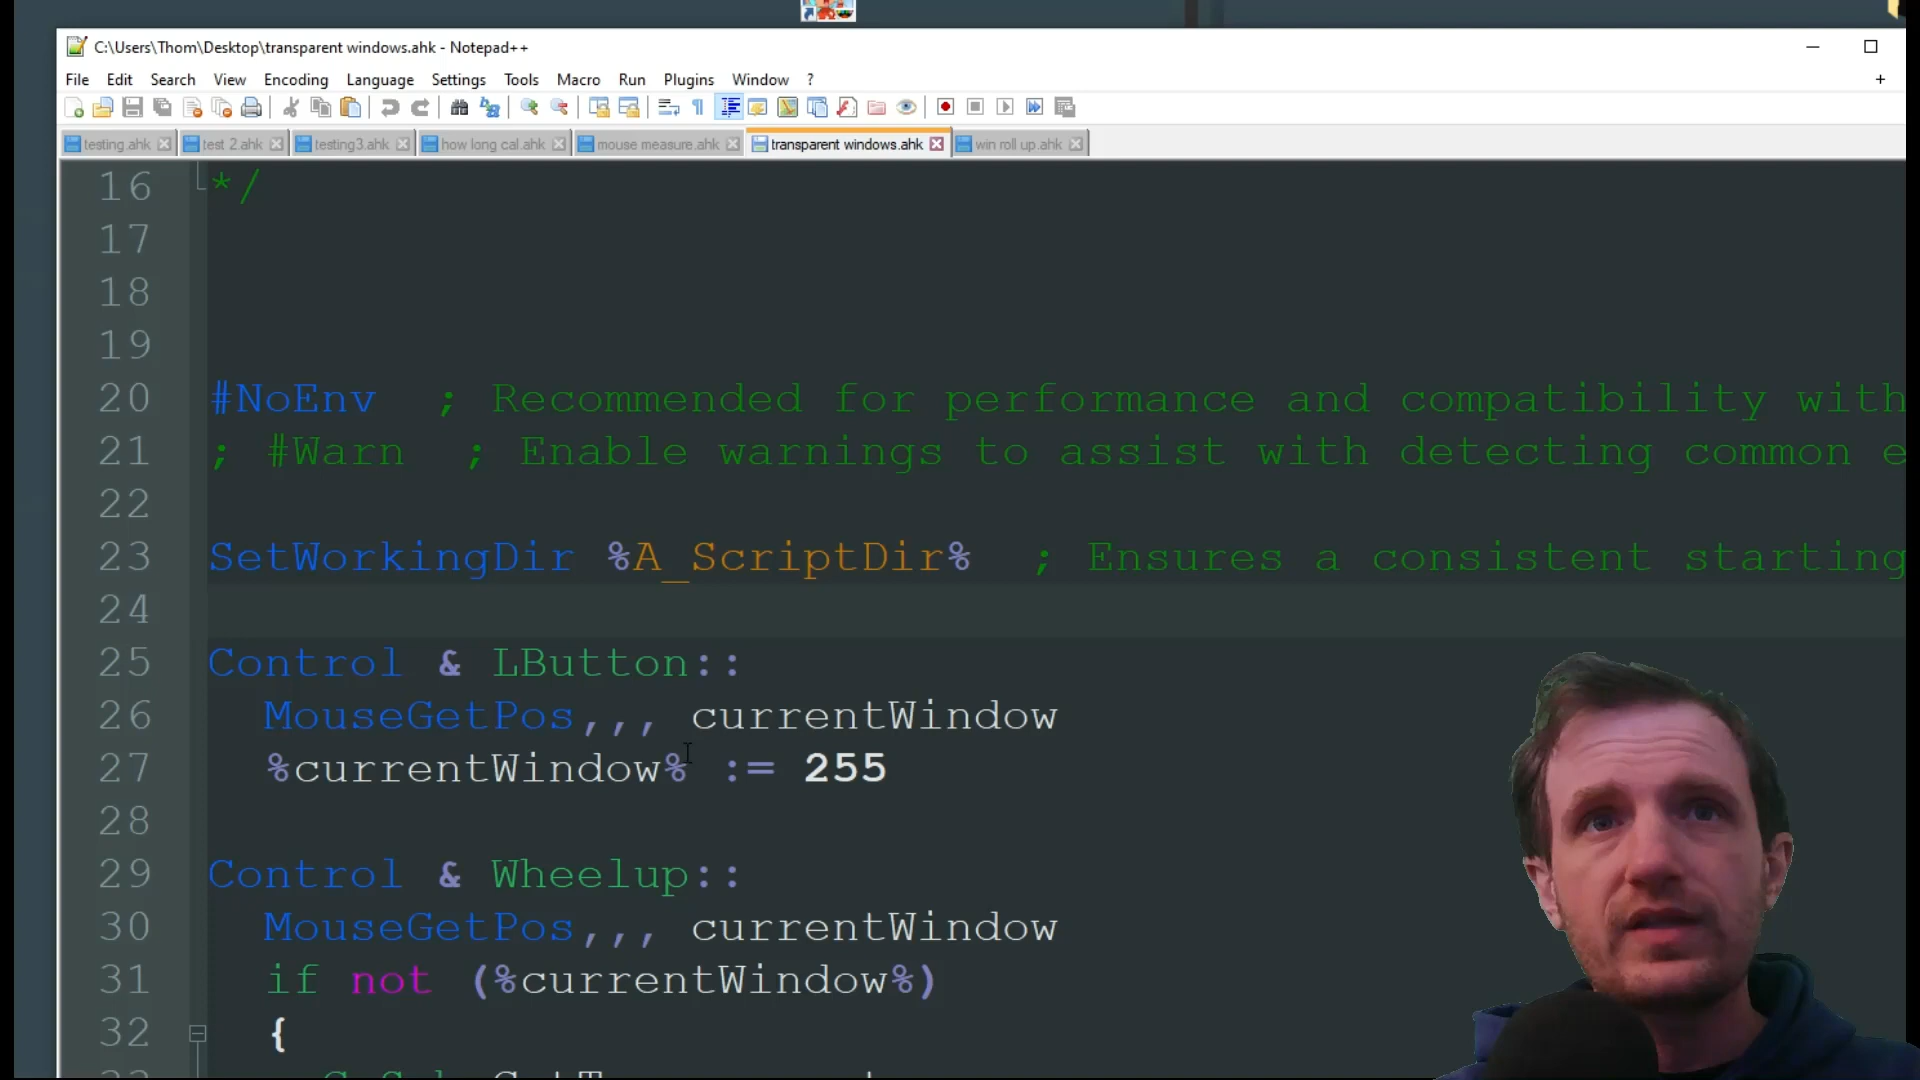 C:\Users\Thom\Desktop\transparent windows.ahk - Notepad++
File Edit Search View Encoding Language Settings Tools Macro Run Plugins Window ?
testing.ahk test 2.ahk testing3.ahk how long cal.ahk mouse measure.ahk transparent windows.ahk win roll up.ahk
16 */
17
18
19
20 #NoEnv ; Recommended for performance and compatibility with
21 ; #Warn ; Enable warnings to assist with detecting common e
22
23 SetWorkingDir %A_ScriptDir% ; Ensures a consistent starting
24
25 Control & LButton::
26 MouseGetPos,,, currentWindow
27 %currentWindow% := 255
28
29 Control & Wheelup::
30 MouseGetPos,,, currentWindow
31 if not (%currentWindow%)
32 {